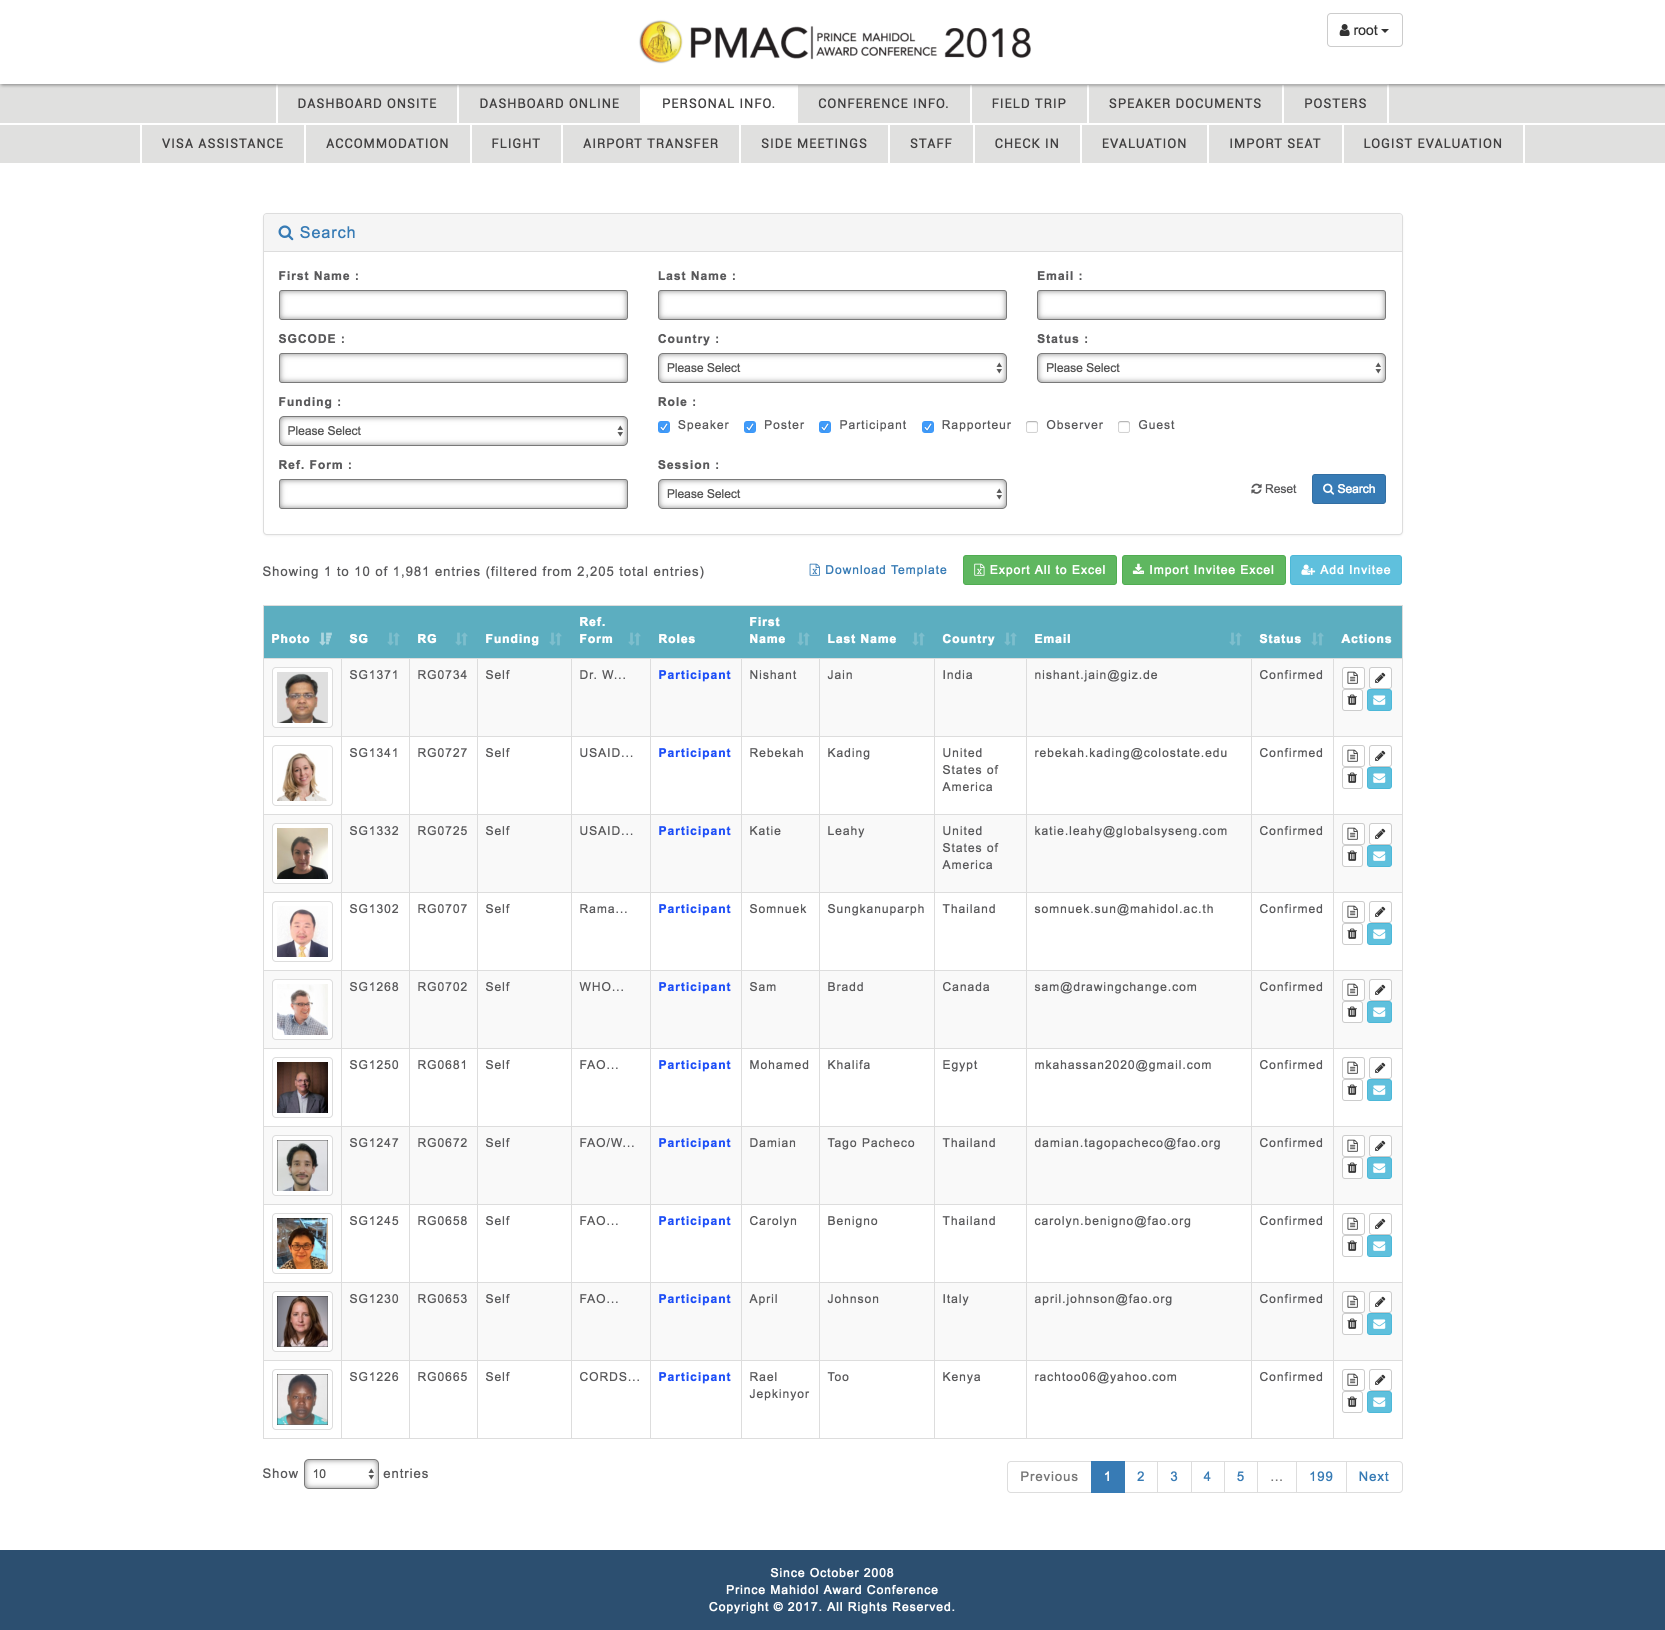 PMAC PRINCE MAHIDOL AWARD CONFERENCE 2018
root
DASHBOARD ONSITE DASHBOARD ONLINE PERSONAL INFO. CONFERENCE INFO. FIELD TRIP SPEAKER DOCUMENTS POSTERS
VISA ASSISTANCE ACCOMMODATION FLIGHT AIRPORT TRANSFER SIDE MEETINGS STAFF CHECK IN EVALUATION IMPORT SEAT LOGIST EVALUATION
Search
First Name : Last Name : Email :
SGCODE : Country : Status :
Please Select Please Select
Funding : Role :
Please Select Speaker Poster Participant Rapporteur Observer Guest
Ref. Form : Session :
Please Select Reset Search
Showing 1 to 10 of 1,981 entries (filtered from 2,205 total entries) Download Template Export All to Excel Import Invitee Excel Add Invitee
Photo SG RG Funding Ref. Form Roles First Name Last Name Country Email Status Actions
SG1371 RG0734 Self Dr. W... Participant Nishant Jain India nishant.jain@giz.de Confirmed
SG1341 RG0727 Self USAID... Participant Rebekah Kading United States of America rebekah.kading@colostate.edu Confirmed
SG1332 RG0725 Self USAID... Participant Katie Leahy United States of America katie.leahy@globalsyseng.com Confirmed
SG1302 RG0707 Self Rama... Participant Somnuek Sungkanuparph Thailand somnuek.sun@mahidol.ac.th Confirmed
SG1268 RG0702 Self WHO... Participant Sam Bradd Canada sam@drawingchange.com Confirmed
SG1250 RG0681 Self FAO... Participant Mohamed Khalifa Egypt mkahassan2020@gmail.com Confirmed
SG1247 RG0672 Self FAO/W... Participant Damian Tago Pacheco Thailand damian.tagopacheco@fao.org Confirmed
SG1245 RG0658 Self FAO... Participant Carolyn Benigno Thailand carolyn.benigno@fao.org Confirmed
SG1230 RG0653 Self FAO... Participant April Johnson Italy april.johnson@fao.org Confirmed
SG1226 RG0665 Self CORDS... Participant Rael Jepkinyor Too Kenya rachtoo06@yahoo.com Confirmed
Show 10 entries Previous 1 2 3 4 5 ... 199 Next
Since October 2008
Prince Mahidol Award Conference
Copyright © 2017. All Rights Reserved.